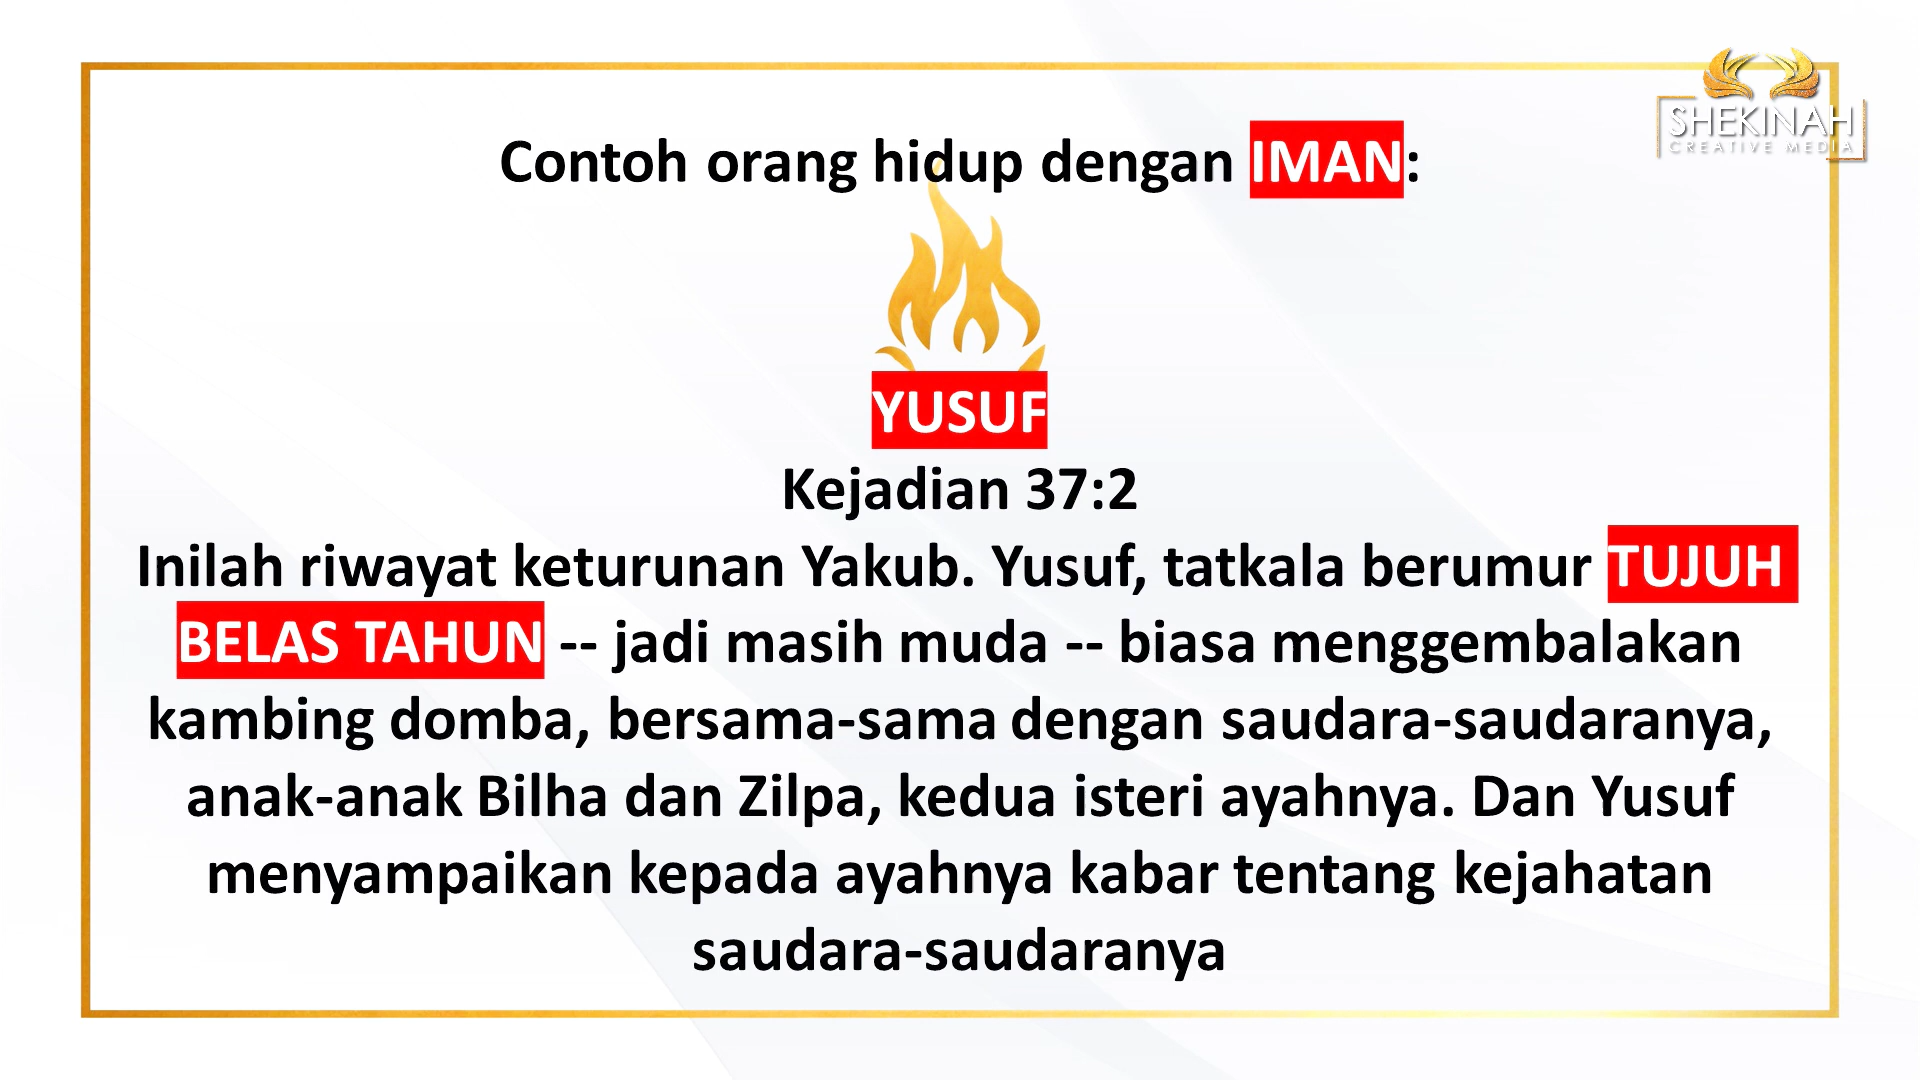 SHEKINAH
CREATIVE MEDIA
Contoh orang hidup dengan IMAN:
YUSUF
Kejadian 37:2
Inilah riwayat keturunan Yakub. Yusuf, tatkala berumur TUJUH
BELAS TAHUN -- jadi masih muda -- biasa menggembalakan
kambing domba, bersama-sama dengan saudara-saudaranya,
anak-anak Bilha dan Zilpa, kedua isteri ayahnya. Dan Yusuf
menyampaikan kepada ayahnya kabar tentang kejahatan
saudara-saudaranya